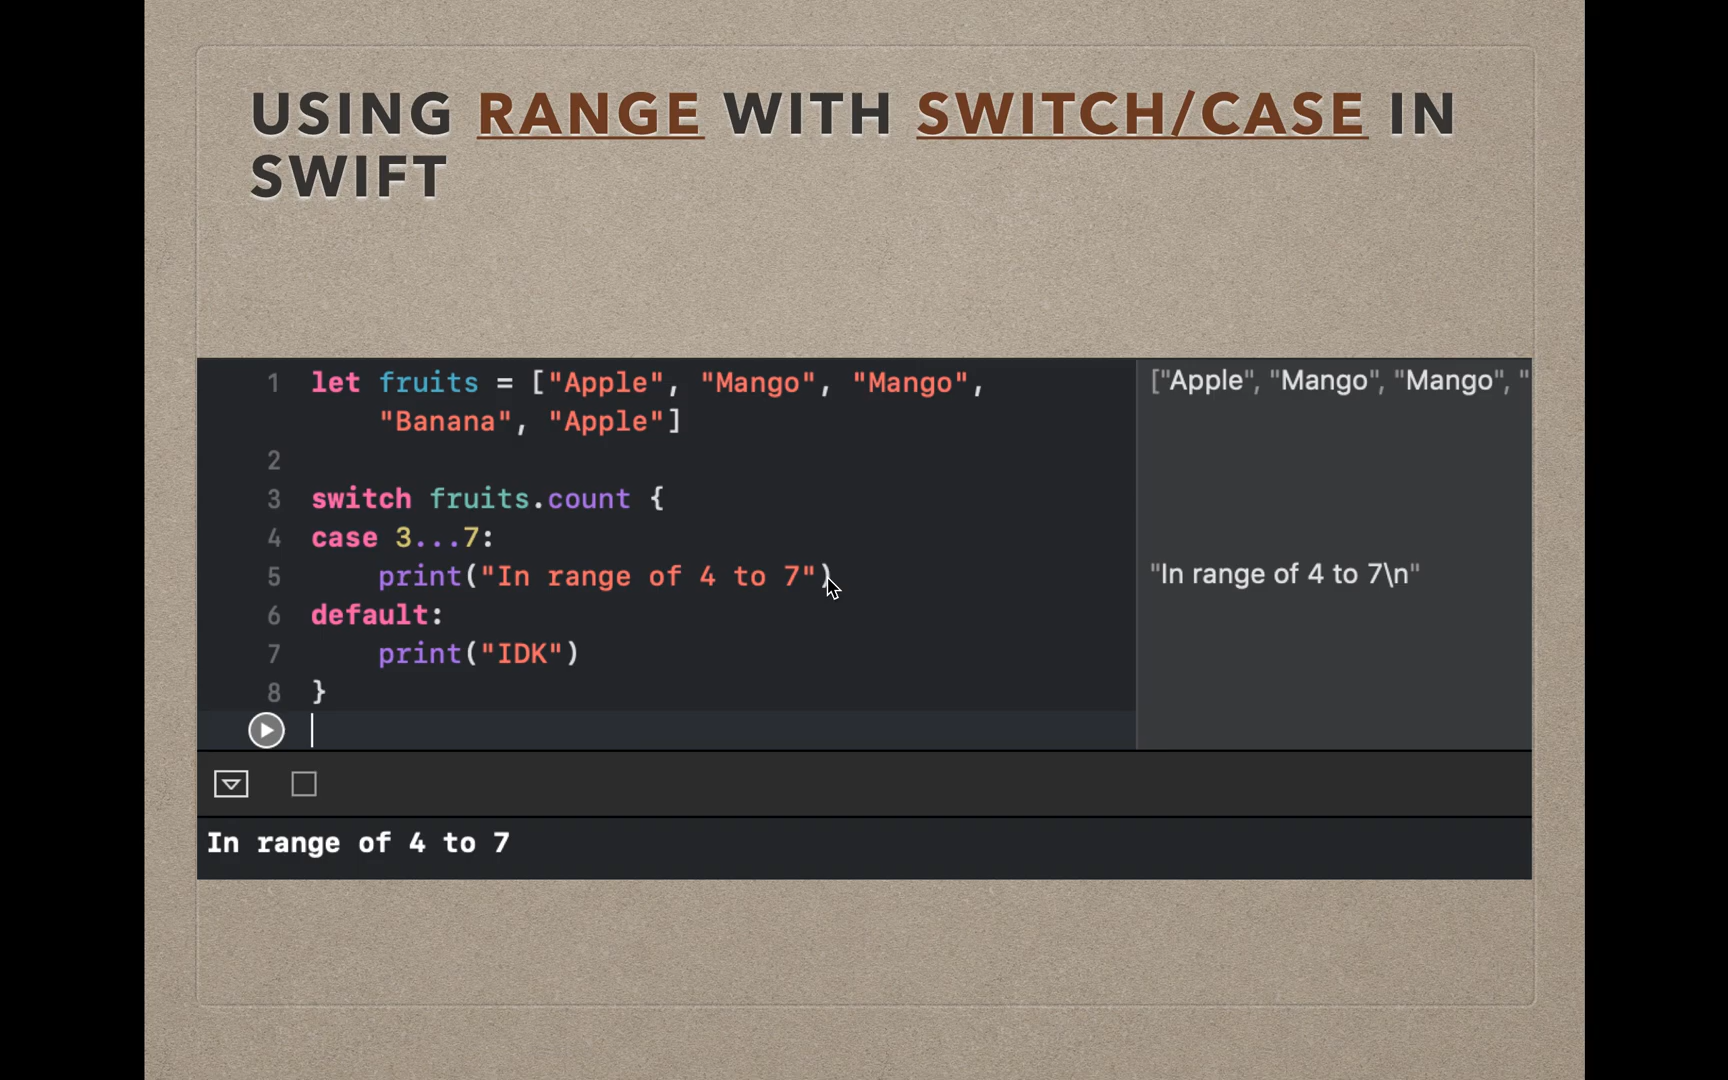 USING RANGE WITH SWITCH/CASE IN
SWIFT
1 let fruits = ["Apple", "Mango", "Mango",
"Banana", "Apple"]
["Apple", "Mango", "Mango", "
2
3 switch fruits.count {
4 case 3...7:
5 print("In range of 4 to 7")
"In range of 4 to 7\n"
6 default:
7 print("IDK")
8 }
In range of 4 to 7